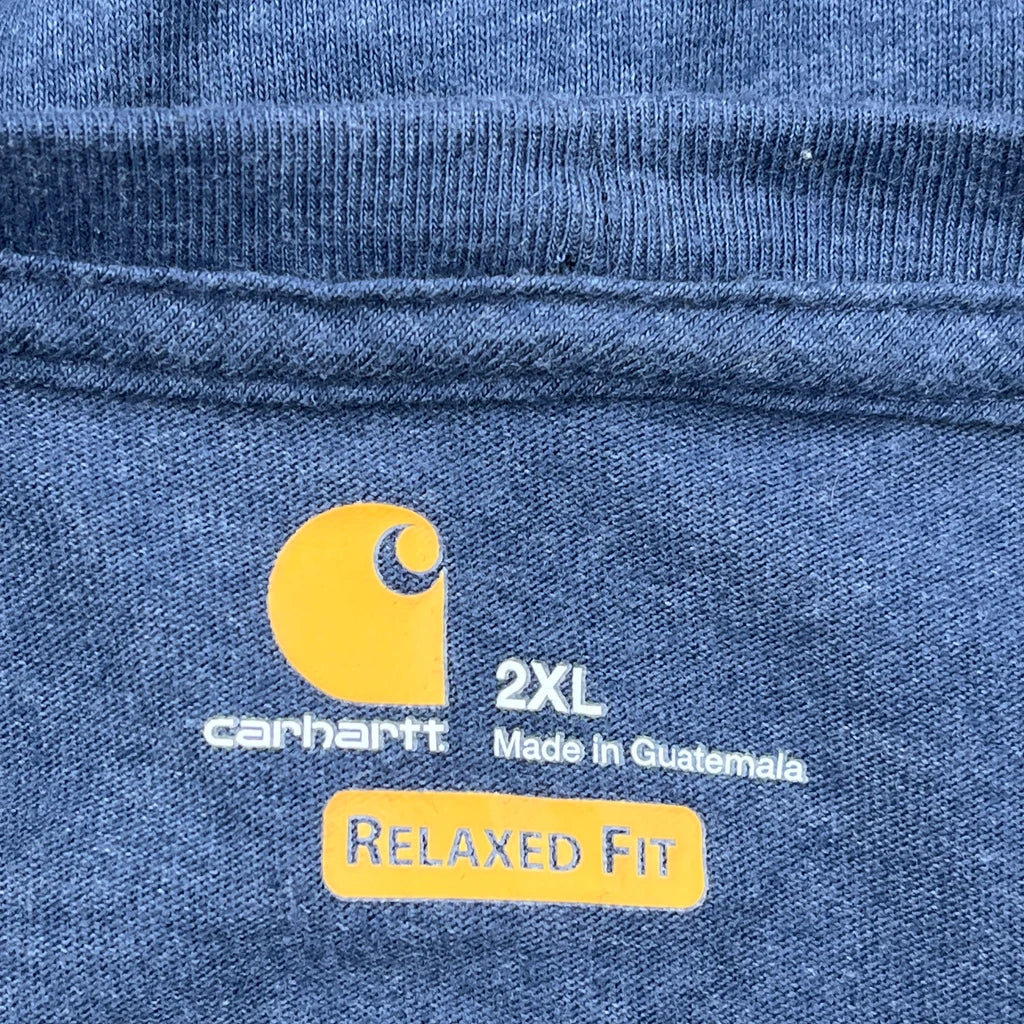 carhartt
2XL
Made in Guatemala
RELAXED FIT